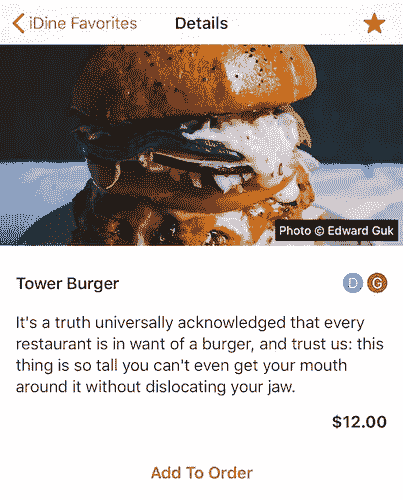 iDine Favorites
Details
Photo © Edward Guk
Tower Burger
D G
It's a truth universally acknowledged that every
restaurant is in want of a burger, and trust us: this
thing is so tall you can't even get your mouth
around it without dislocating your jaw.
$12.00
Add To Order